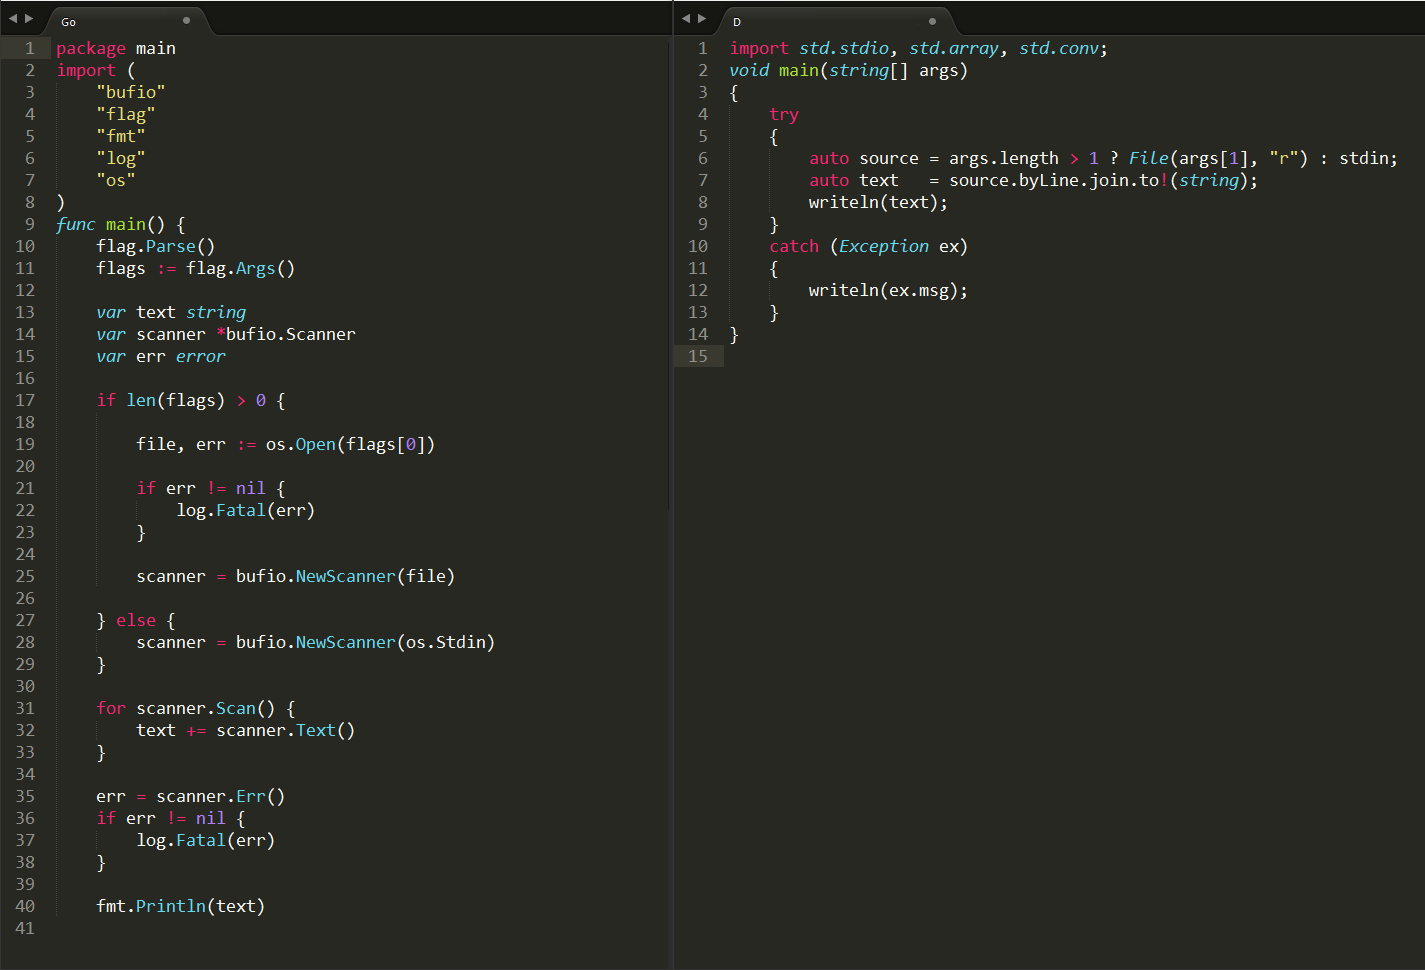 Go
1 package main
2 import (
3     "bufio"
4     "flag"
5     "fmt"
6     "log"
7     "os"
8 )
9 func main() {
10     flag.Parse()
11     flags := flag.Args()
12
13     var text string
14     var scanner *bufio.Scanner
15     var err error
16
17     if len(flags) > 0 {
18
19         file, err := os.Open(flags[0])
20
21         if err != nil {
22             log.Fatal(err)
23         }
24
25         scanner = bufio.NewScanner(file)
26
27     } else {
28         scanner = bufio.NewScanner(os.Stdin)
29     }
30
31     for scanner.Scan() {
32         text += scanner.Text()
33     }
34
35     err = scanner.Err()
36     if err != nil {
37         log.Fatal(err)
38     }
39
40     fmt.Println(text)
41
D
1 import std.stdio, std.array, std.conv;
2 void main(string[] args)
3 {
4     try
5     {
6         auto source = args.length > 1 ? File(args[1], "r") : stdin;
7         auto text   = source.byLine.join.to!(string);
8         writeln(text);
9     }
10     catch (Exception ex)
11     {
12         writeln(ex.msg);
13     }
14 }
15